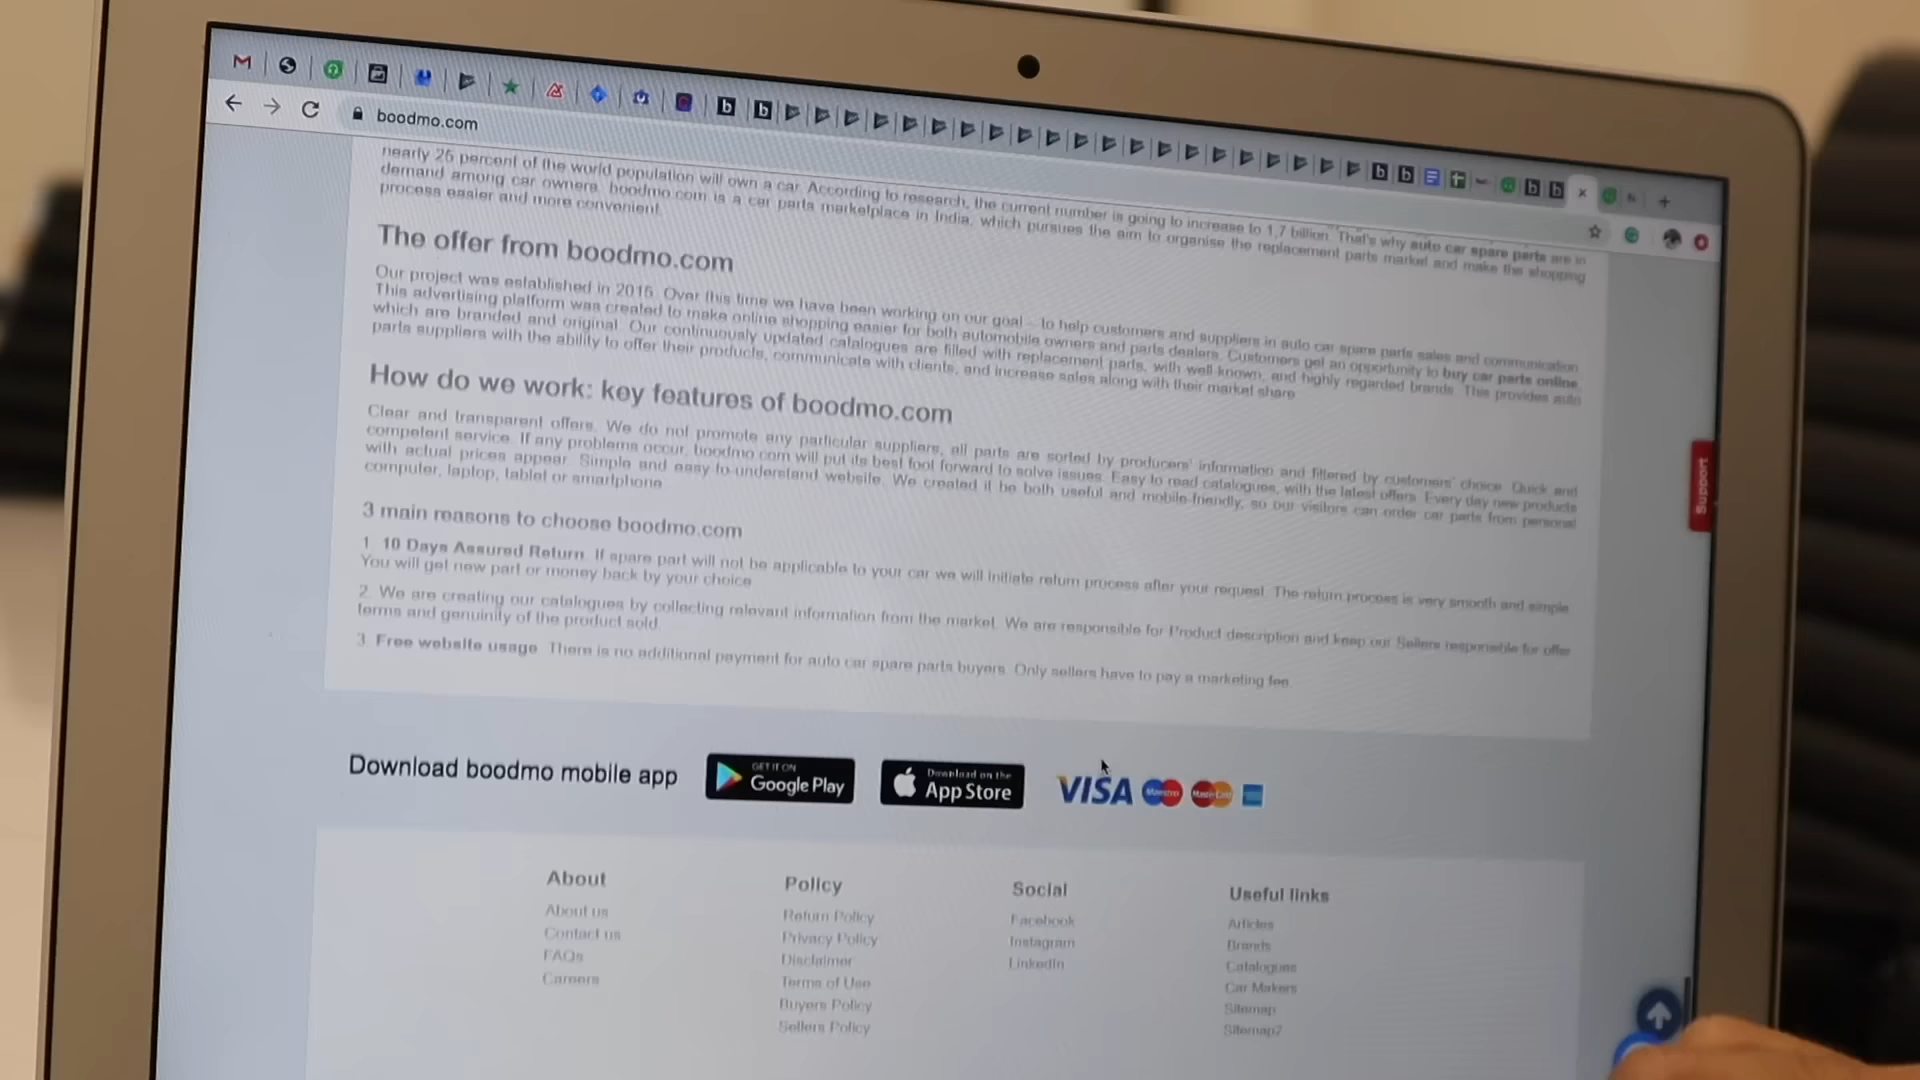 boodmo.com
nearly 25 percent of the world population will own a car. According to research, the current number is going to increase to 1,7 billion. That's why auto car spare parts are in
demand among car owners. boodmo.com is a car parts marketplace in India, which pursues the aim to organise the replacement parts market and make the shopping
process easier and more convenient.
The offer from boodmo.com
Our project was established in 2015. Over this time we have been working on our goal – to help customers and suppliers in auto car spare parts sales and communication.
This advertising platform was created to make online shopping easier for both automobile owners and parts dealers. Customers get an opportunity to buy car parts online
which are branded and original. Our continuously updated catalogues are filled with replacement parts, with well-known, and highly regarded brands. This provides auto
parts suppliers with the ability to offer their products, communicate with clients, and increase sales along with their market share.
How do we work: key features of boodmo.com
Clear and transparent offers. We do not promote any particular suppliers, all parts are sorted by producers' information and filtered by customers' choice. Quick and
competent service. If any problems occur, boodmo.com will put its best foot forward to solve issues. Easy to read catalogues, with the latest offers. Every day new products
with actual prices appear. Simple and easy-to-understand website. We created it be both useful and mobile-friendly, so our visitors can order car parts from personal
computer, laptop, tablet or smartphone.
3 main reasons to choose boodmo.com
1. 10 Days Assured Return. If spare part will not be applicable to your car we will initiate return process after your request. The return process is very smooth and simple.
You will get new part or money back by your choice.
2. We are creating our catalogues by collecting relevant information from the market. We are responsible for Product description and keep our Sellers responsible for offer
terms and genuinity of the product sold.
3. Free website usage. There is no additional payment for auto car spare parts buyers. Only sellers have to pay a marketing fee.
Support
Download boodmo mobile app
GET IT ON
Google Play
Download on the
App Store
VISA
Maestro
MasterCard
About
About us
Contact us
FAQs
Careers
Policy
Return Policy
Privacy Policy
Disclaimer
Terms of Use
Buyers Policy
Sellers Policy
Social
Facebook
Instagram
LinkedIn
Useful links
Articles
Brands
Catalogues
Car Makers
Sitemap
Sitemap2